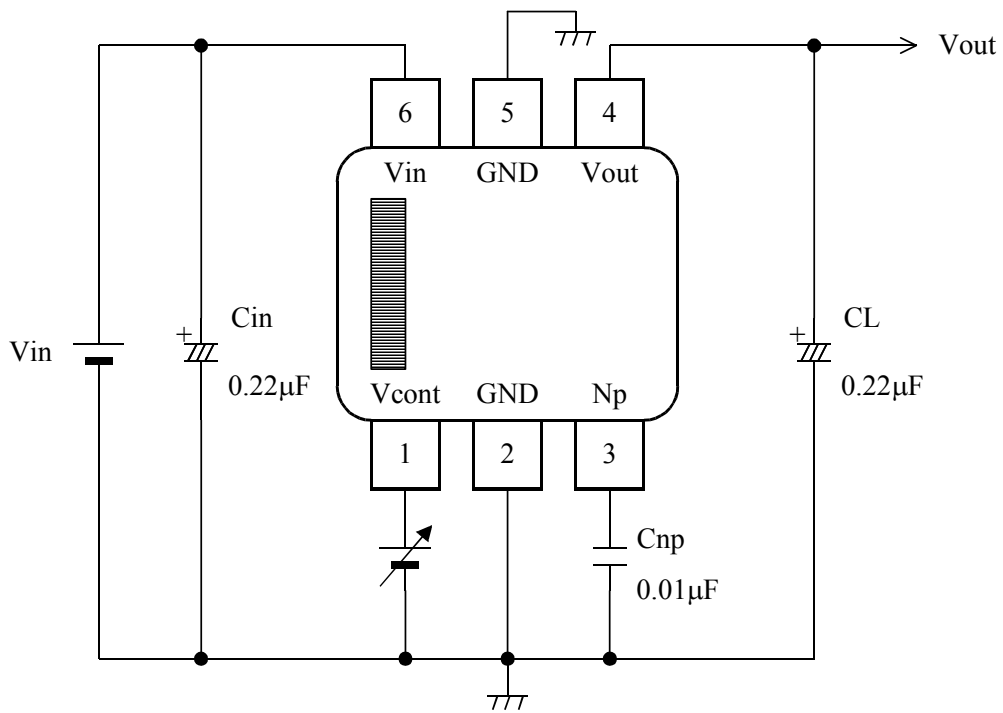 Vout
6 5 4
Vin GND Vout
Vin
+
Cin
0.22μF
+
CL
0.22μF
Vcont GND Np
1 2 3
Cnp
0.01μF